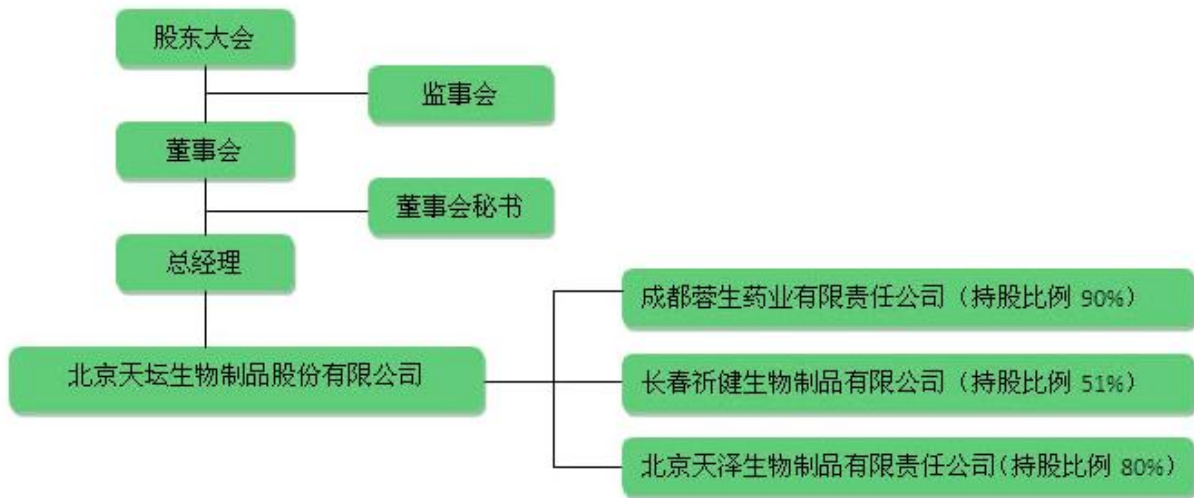 股东大会
监事会
董事会
董事会秘书
总经理
北京天坛生物制品股份有限公司
成都蓉生药业有限责任公司（持股比例 90%）
长春祈健生物制品有限公司（持股比例 51%）
北京天泽生物制品有限责任公司(持股比例 80%)